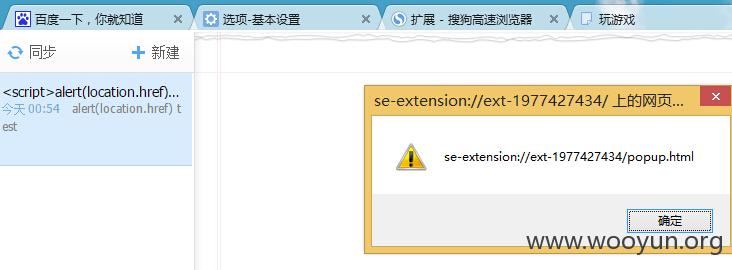 百度一下，你就知道
选项-基本设置
扩展 - 搜狗高速浏览器
玩游戏
同步
新建
<script>alert(location.href)...
今天 00:54 alert(location.href) t
est
se-extension://ext-1977427434/ 上的网页...
se-extension://ext-1977427434/popup.html
确定
www.wooyun.org